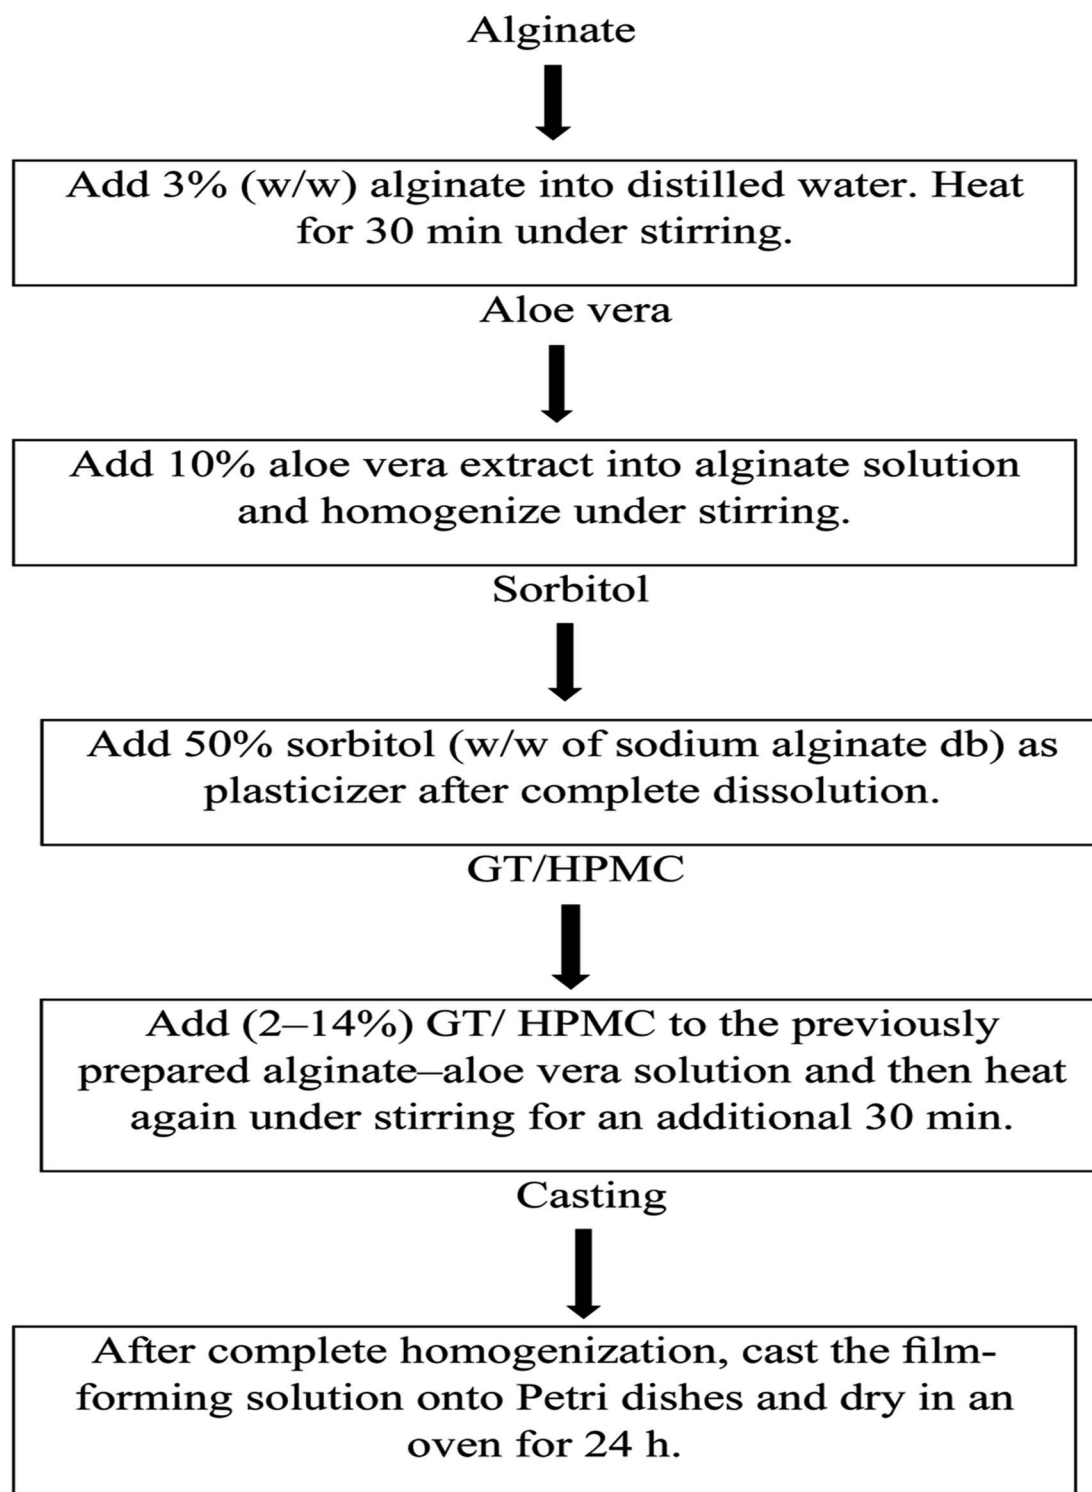 Alginate
Add 3% (w/w) alginate into distilled water. Heat
for 30 min under stirring.
Aloe vera
Add 10% aloe vera extract into alginate solution
and homogenize under stirring.
Sorbitol
Add 50% sorbitol (w/w of sodium alginate db) as
plasticizer after complete dissolution.
GT/HPMC
Add (2–14%) GT/ HPMC to the previously
prepared alginate–aloe vera solution and then heat
again under stirring for an additional 30 min.
Casting
After complete homogenization, cast the film-
forming solution onto Petri dishes and dry in an
oven for 24 h.